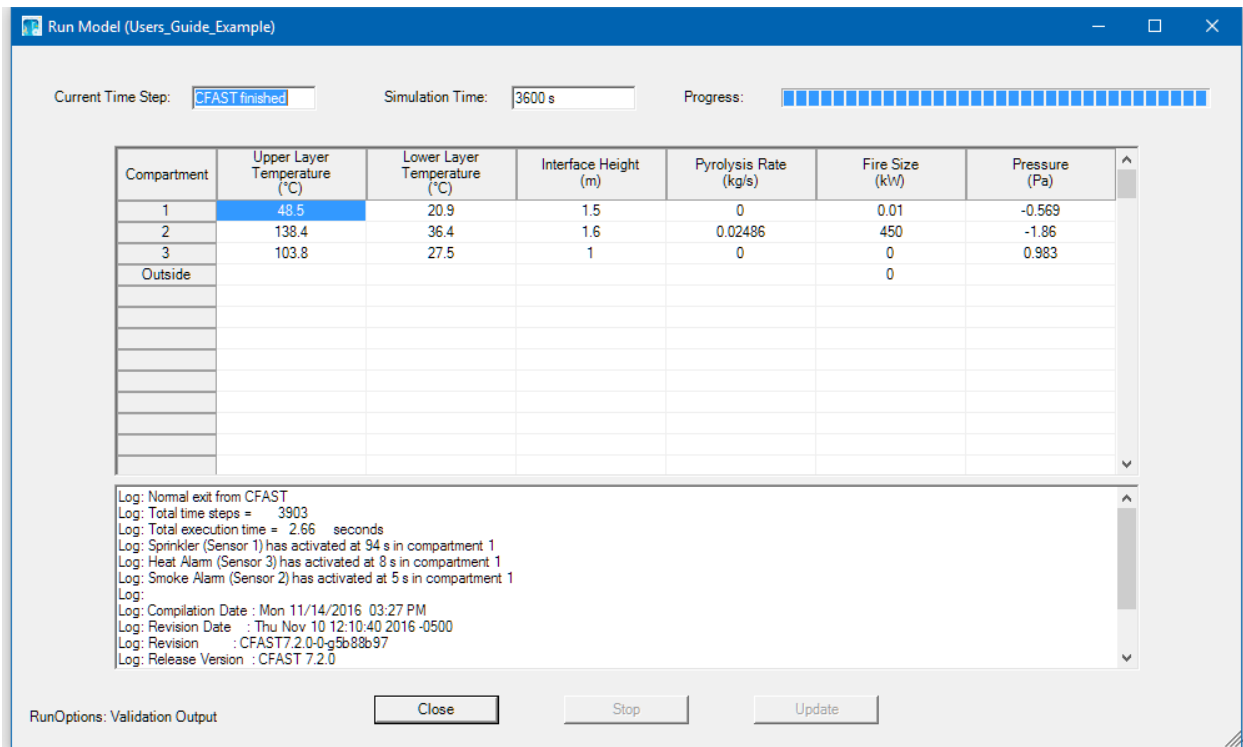 Run Model (Users_Guide_Example)
Current Time Step: CFAST finished Simulation Time: 3600 s Progress:
Compartment Upper Layer Temperature (°C) Lower Layer Temperature (°C) Interface Height (m) Pyrolysis Rate (kg/s) Fire Size (kW) Pressure (Pa)
1 48.5 20.9 1.5 0 0.01 -0.569
2 138.4 36.4 1.6 0.02486 450 -1.86
3 103.8 27.5 1 0 0 0.983
Outside 0
Log: Normal exit from CFAST
Log: Total time steps = 3903
Log: Total execution time = 2.66 seconds
Log: Sprinkler (Sensor 1) has activated at 94 s in compartment 1
Log: Heat Alarm (Sensor 3) has activated at 8 s in compartment 1
Log: Smoke Alarm (Sensor 2) has activated at 5 s in compartment 1
Log:
Log: Compilation Date : Mon 11/14/2016 03:27 PM
Log: Revision Date : Thu Nov 10 12:10:40 2016 -0500
Log: Revision : CFAST7.2.0-0-g5b88b97
Log: Release Version : CFAST 7.2.0
RunOptions: Validation Output Close Stop Update